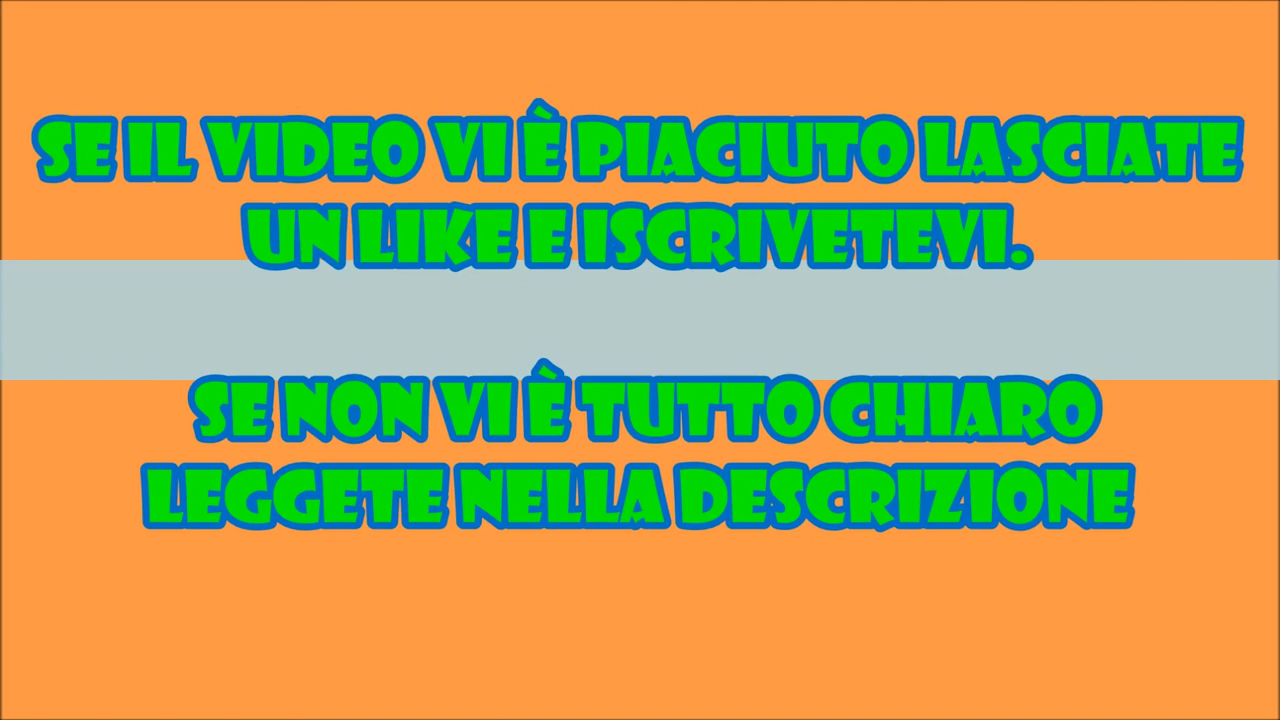 SE IL VIDEO VI È PIACIUTO LASCIATE
UN LIKE E ISCRIVETEVI.
SE NON VI È TUTTO CHIARO
LEGGETE NELLA DESCRIZIONE